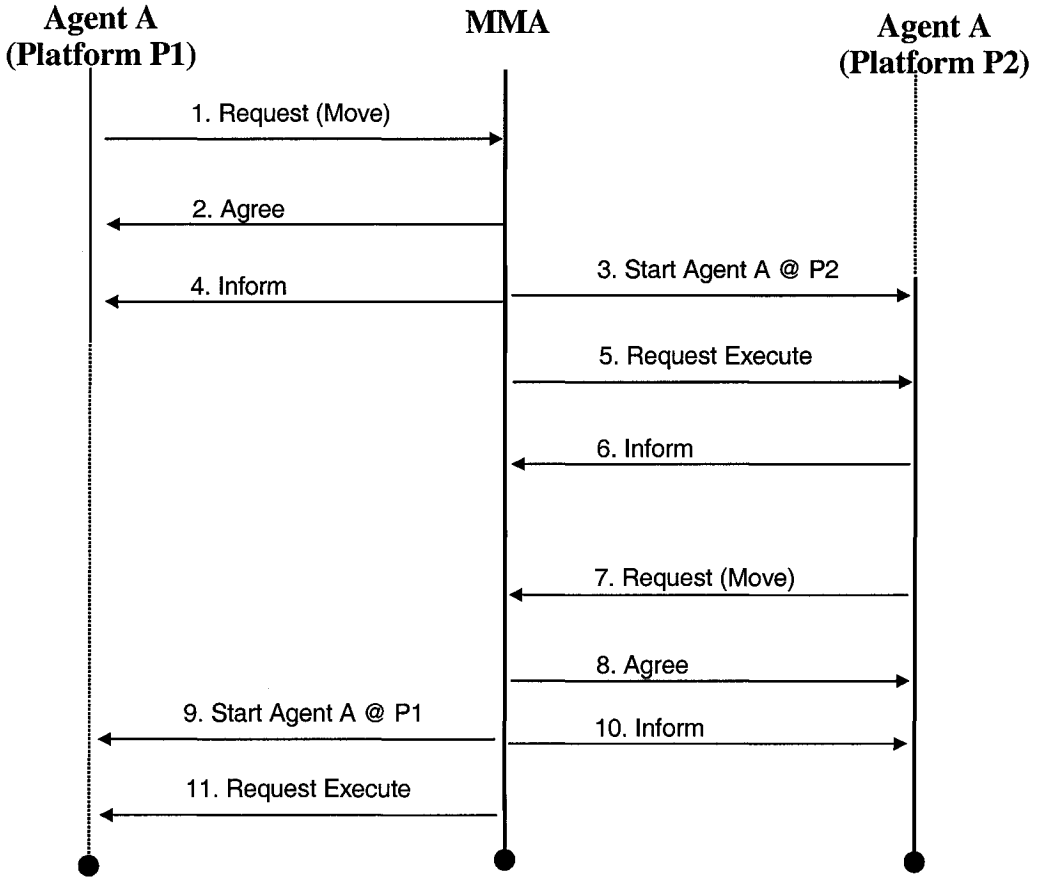 Agent A
(Platform P1)
MMA
Agent A
(Platform P2)
1. Request (Move)
2. Agree
3. Start Agent A @ P2
4. Inform
5. Request Execute
6. Inform
7. Request (Move)
8. Agree
9. Start Agent A @ P1
10. Inform
11. Request Execute